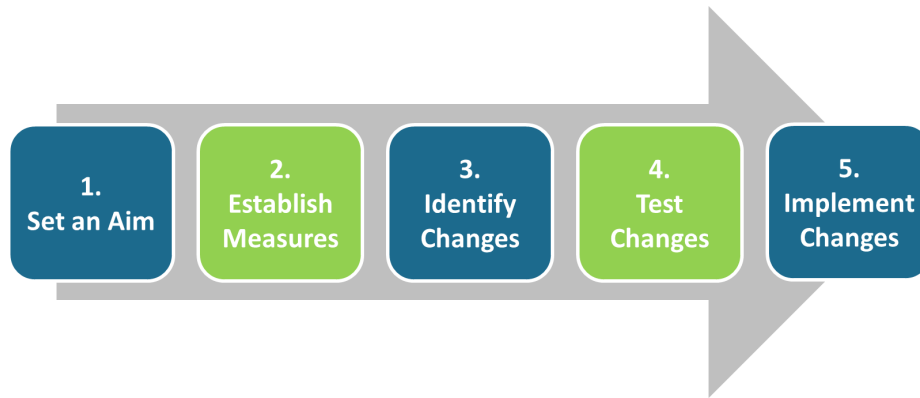 1.
Set an Aim
2.
Establish
Measures
3.
Identify
Changes
4.
Test
Changes
5.
Implement
Changes